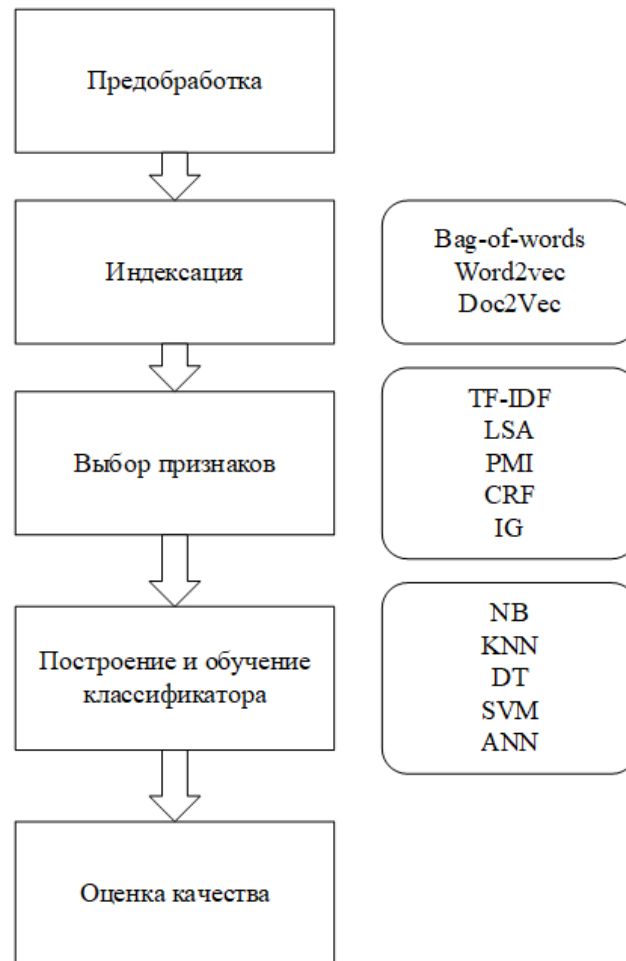 Предобработка
Индексация
Bag-of-words
Word2vec
Doc2Vec
Выбор признаков
TF-IDF
LSA
PMI
CRF
IG
Построение и обучение
классификатора
NB
KNN
DT
SVM
ANN
Оценка качества